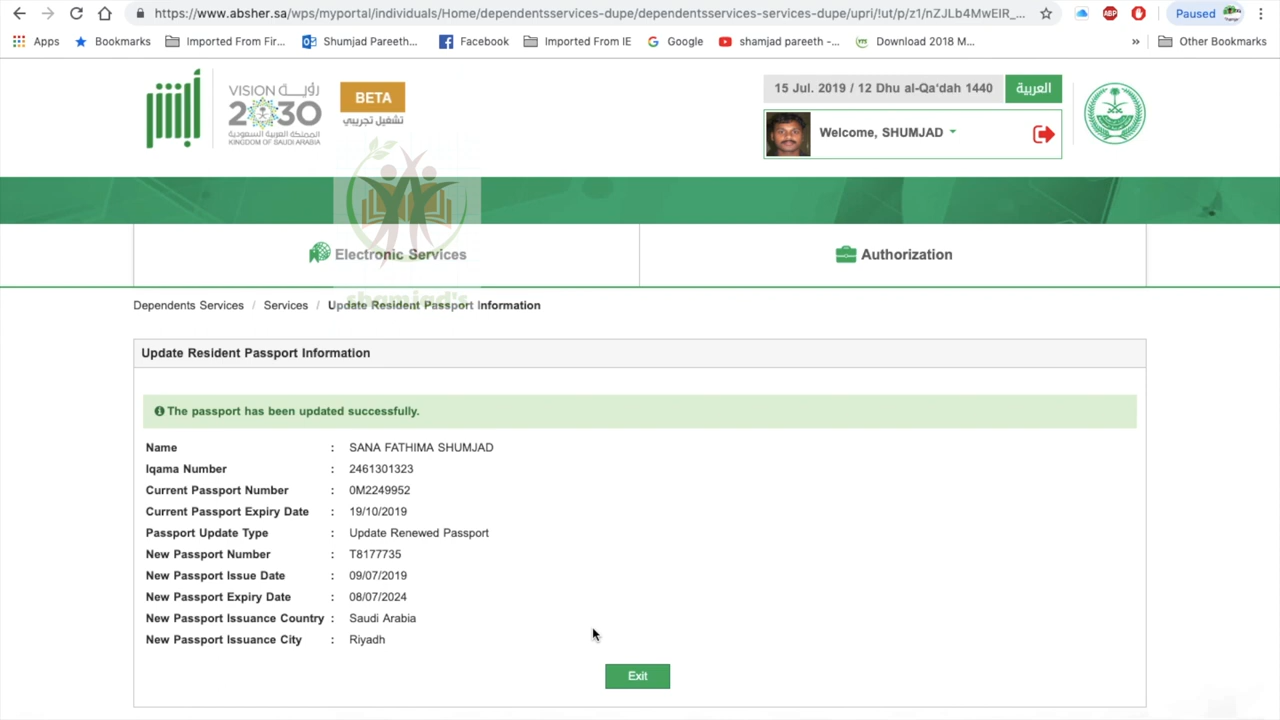 https://www.absher.sa/wps/myportal/individuals/Home/dependentsservices-dupe/dependentsservices-services-dupe/upri/!ut/p/z1/nZJLb4MwEIR_...
ABP
Paused
Apps
Bookmarks
Imported From Fir...
Shumjad Pareeth...
Facebook
Imported From IE
Google
shamjad pareeth -...
Download 2018 M...
»
Other Bookmarks
أبشر
VISION رؤية
2030
المملكة العربية السعودية
KINGDOM OF SAUDI ARABIA
BETA
تشغيل تجريبي
15 Jul. 2019 / 12 Dhu al-Qa'dah 1440
العربية
Welcome, SHUMJAD
Electronic Services
Authorization
shamjad's
Dependents Services / Services / Update Resident Passport Information
Update Resident Passport Information
The passport has been updated successfully.
Name : SANA FATHIMA SHUMJAD
Iqama Number : 2461301323
Current Passport Number : 0M2249952
Current Passport Expiry Date : 19/10/2019
Passport Update Type : Update Renewed Passport
New Passport Number : T8177735
New Passport Issue Date : 09/07/2019
New Passport Expiry Date : 08/07/2024
New Passport Issuance Country : Saudi Arabia
New Passport Issuance City : Riyadh
Exit